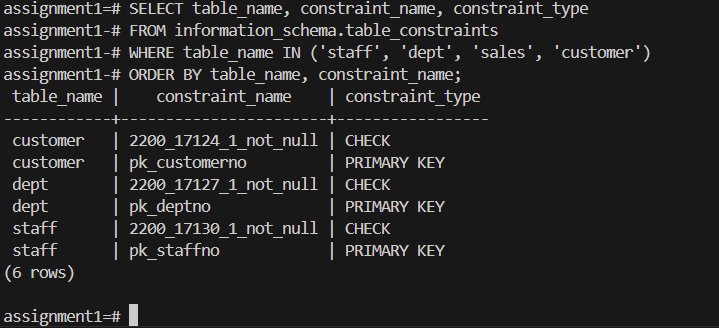 assignment1=# SELECT table_name, constraint_name, constraint_type
assignment1-# FROM information_schema.table_constraints
assignment1-# WHERE table_name IN ('staff', 'dept', 'sales', 'customer')
assignment1-# ORDER BY table_name, constraint_name;
 table_name |    constraint_name    | constraint_type
------------+-----------------------+-----------------
 customer   | 2200_17124_1_not_null | CHECK
 customer   | pk_customerno         | PRIMARY KEY
 dept       | 2200_17127_1_not_null | CHECK
 dept       | pk_deptno             | PRIMARY KEY
 staff      | 2200_17130_1_not_null | CHECK
 staff      | pk_staffno            | PRIMARY KEY
(6 rows)
assignment1=#